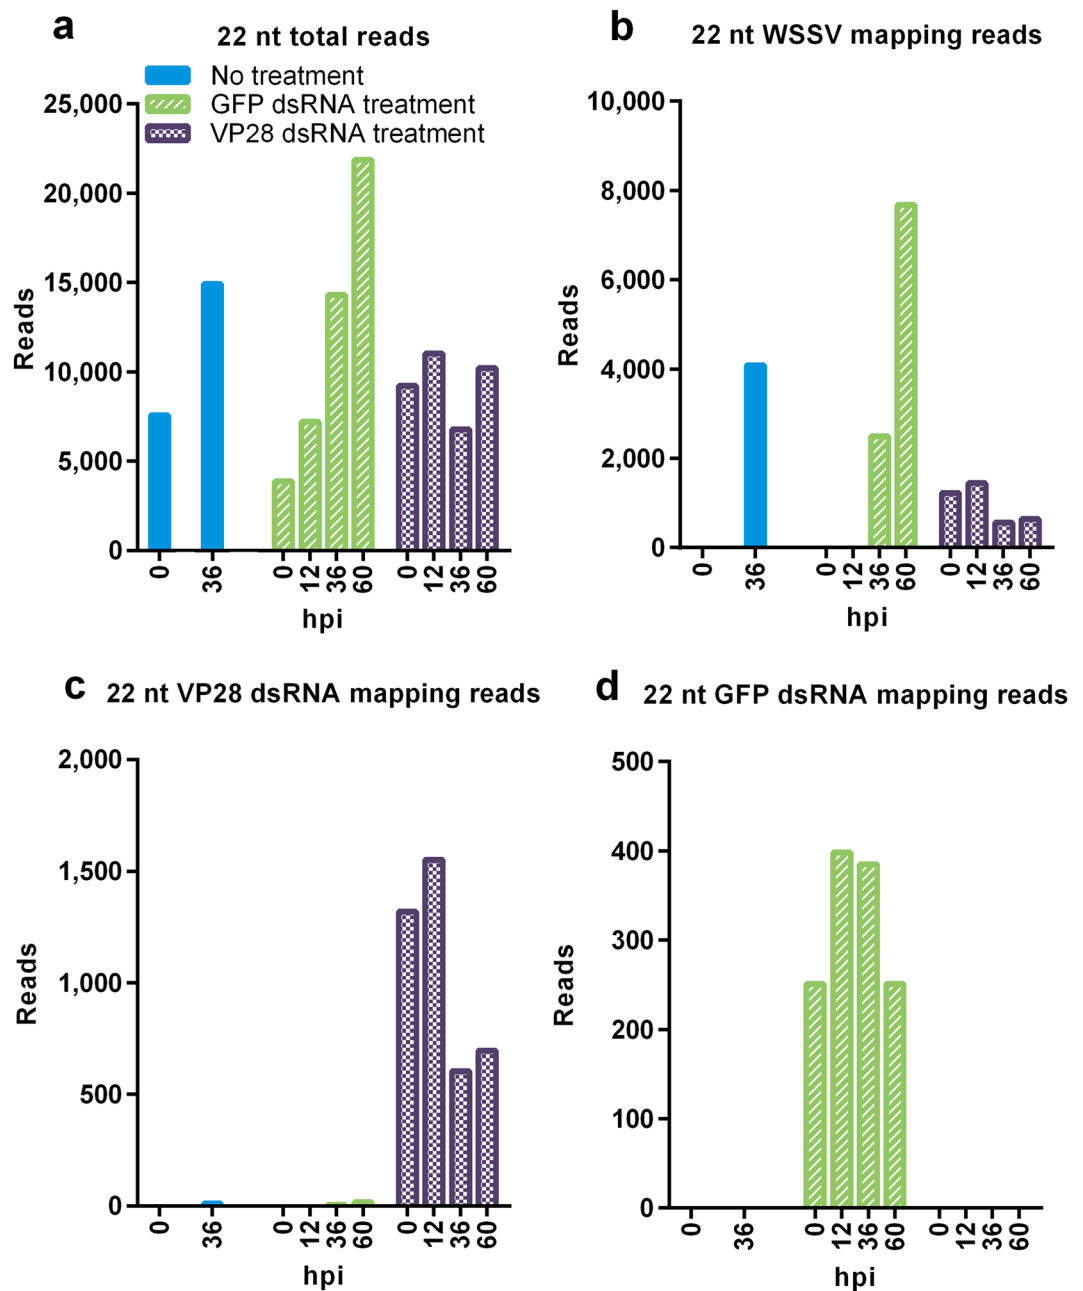 a
22 nt total reads
No treatment
GFP dsRNA treatment
VP28 dsRNA treatment
25,000
20,000
15,000
10,000
5,000
0
Reads
0 36 0 12 36 60 0 12 36 60
hpi
b
22 nt WSSV mapping reads
10,000
8,000
6,000
4,000
2,000
0
Reads
0 36 0 12 36 60 0 12 36 60
hpi
c
22 nt VP28 dsRNA mapping reads
2,000
1,500
1,000
500
0
Reads
0 36 0 12 36 60 0 12 36 60
hpi
d
22 nt GFP dsRNA mapping reads
500
400
300
200
100
0
Reads
0 36 0 12 36 60 0 12 36 60
hpi